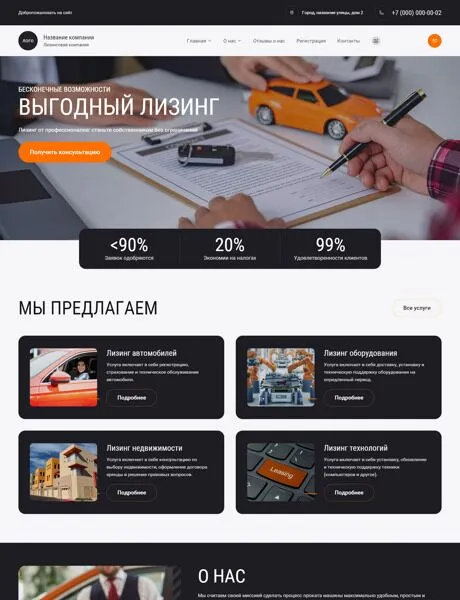 Добро пожаловать на сайт
Город, название улицы, дом 2
+7 (000) 000-00-02
ЛОГО
Название компании
Лизинговая компания
Главная
О нас
Отзывы о нас
Регистрация
Контакты
БЕСКОНЕЧНЫЕ ВОЗМОЖНОСТИ
ВЫГОДНЫЙ ЛИЗИНГ
Лизинг от профессионалов: станьте собственником без ограничений
Получить консультацию
<90%
Заявок одобряются
20%
Экономии на налогах
99%
Удовлетворенности клиентов
МЫ ПРЕДЛАГАЕМ
Все услуги
Лизинг автомобилей
Услуга включает в себя регистрацию,
страхование и техническое обслуживание
автомобиля.
Подробнее
Лизинг оборудования
Услуга включает в себя доставку, установку и
техническую поддержку оборудования на
определенный период.
Подробнее
Лизинг недвижимости
Услуга включает в себя консультацию по
выбору недвижимости, оформление договора
аренды и решение правовых вопросов.
Подробнее
Лизинг технологий
Услуга включает в себя установку, обновление
и техническую поддержку техники
(компьютеров и другое).
Подробнее
Leasing
О НАС
Мы считаем своей миссией сделать процесс проката машины максимально удобным, простым и